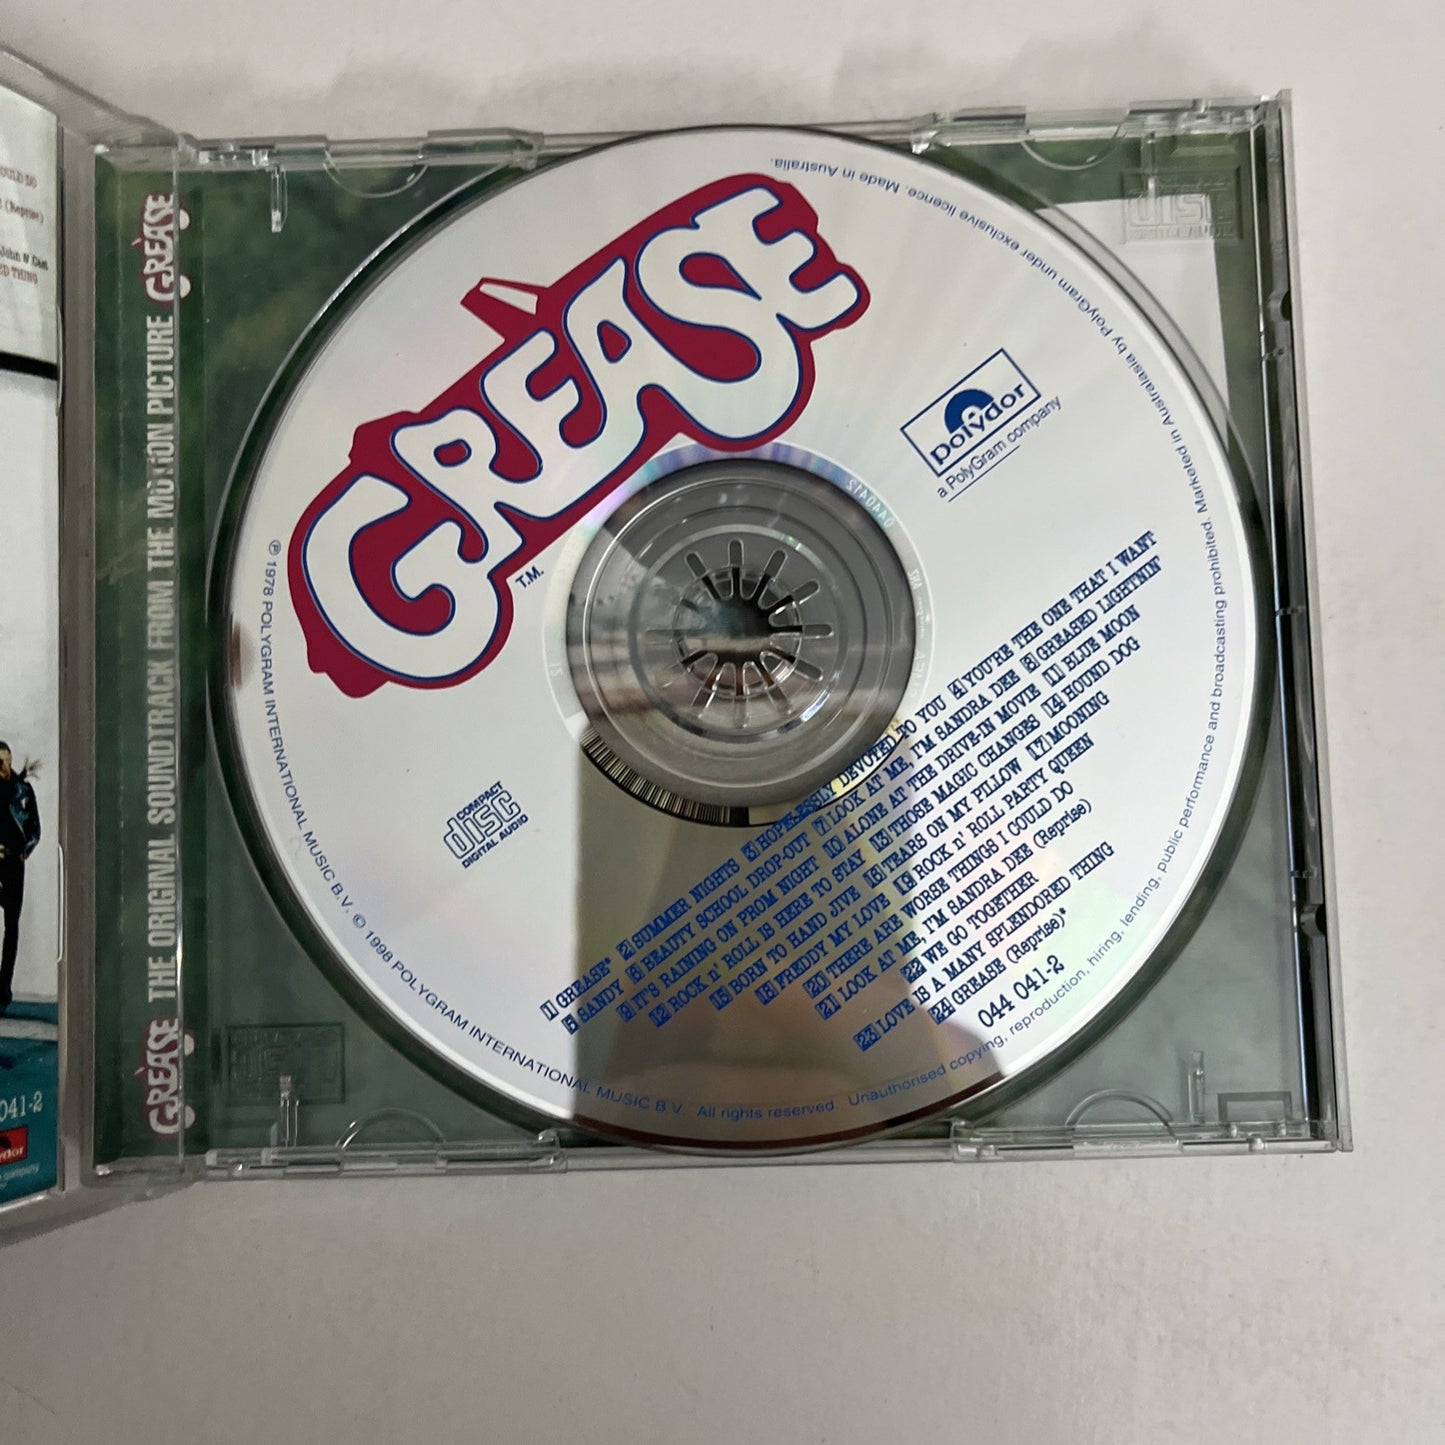 OULD DO
(Reprise)
John & Cast
ED THING
041-2
GREASE THE ORIGINAL SOUNDTRACK FROM THE MOTION PICTURE GREASE
GREASE
T.M.
polydor
a PolyGram company
COMPACT
disc
DIGITAL AUDIO
1 GREASE* 2 SUMMER NIGHTS 3 HOPELESSLY DEVOTED TO YOU 4 YOU'RE THE ONE THAT I WANT
5 SANDY 6 BEAUTY SCHOOL DROP-OUT 7 LOOK AT ME, I'M SANDRA DEE 8 GREASED LIGHTNIN'
9 IT'S RAINING ON PROM NIGHT 10 ALONE AT THE DRIVE-IN MOVIE 11 BLUE MOON
12 ROCK n' ROLL IS HERE TO STAY 13 THOSE MAGIC CHANGES 14 HOUND DOG
15 BORN TO HAND JIVE 16 TEARS ON MY PILLOW 17 MOONING
18 FREDDY MY LOVE 19 ROCK n' ROLL PARTY QUEEN
20 THERE ARE WORSE THINGS I COULD DO
21 LOOK AT ME, I'M SANDRA DEE (Reprise)
22 WE GO TOGETHER
23 LOVE IS A MANY SPLENDORED THING
24 GREASE (Reprise)*
044 041-2
℗ 1978 POLYGRAM INTERNATIONAL MUSIC B.V. © 1998 POLYGRAM INTERNATIONAL MUSIC B.V. All rights reserved. Unauthorised copying, reproduction, hiring, lending, public performance and broadcasting prohibited. Marketed in Australasia by PolyGram under exclusive licence. Made in Australia.